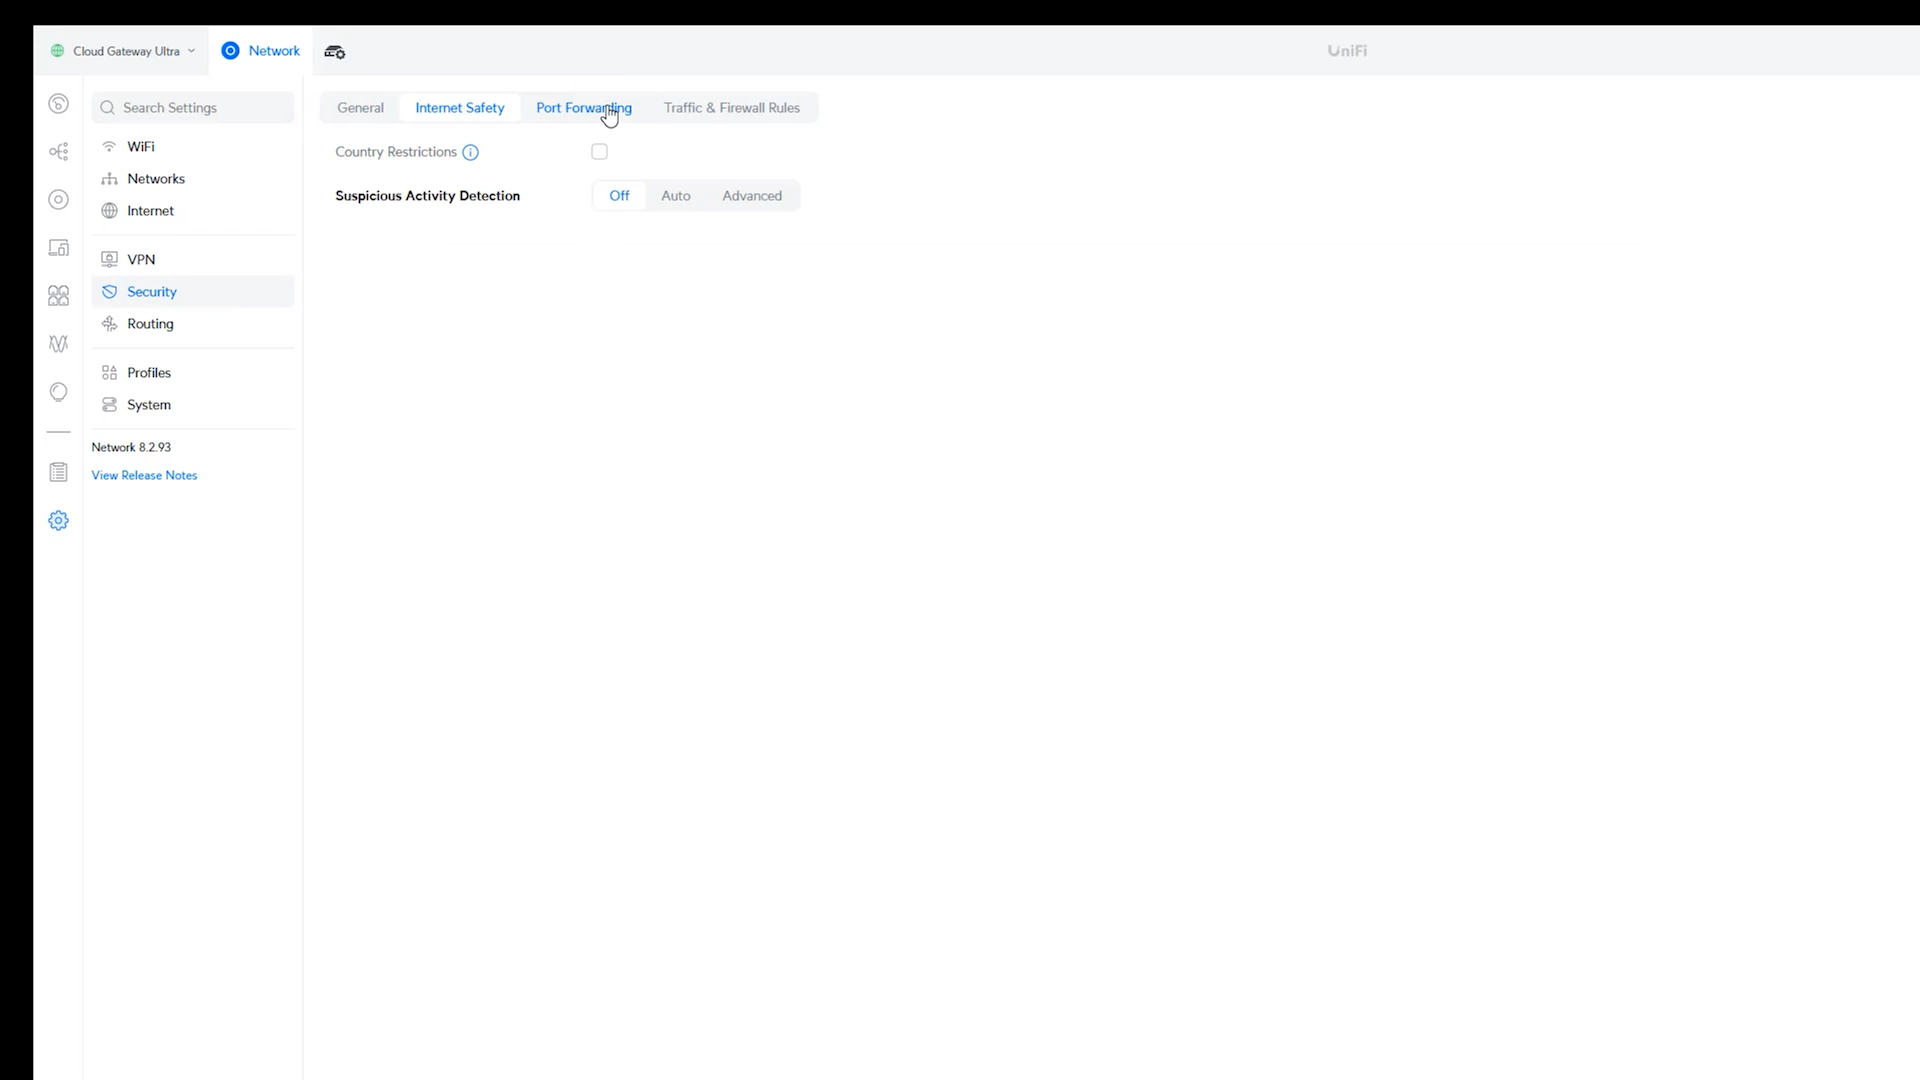 Cloud Gateway Ultra
Network
UniFi
Search Settings
WiFi
Networks
Internet
VPN
Security
Routing
Profiles
System
Network 8.2.93
View Release Notes
General Internet Safety Port Forwarding Traffic & Firewall Rules
Country Restrictions
Suspicious Activity Detection Off Auto Advanced